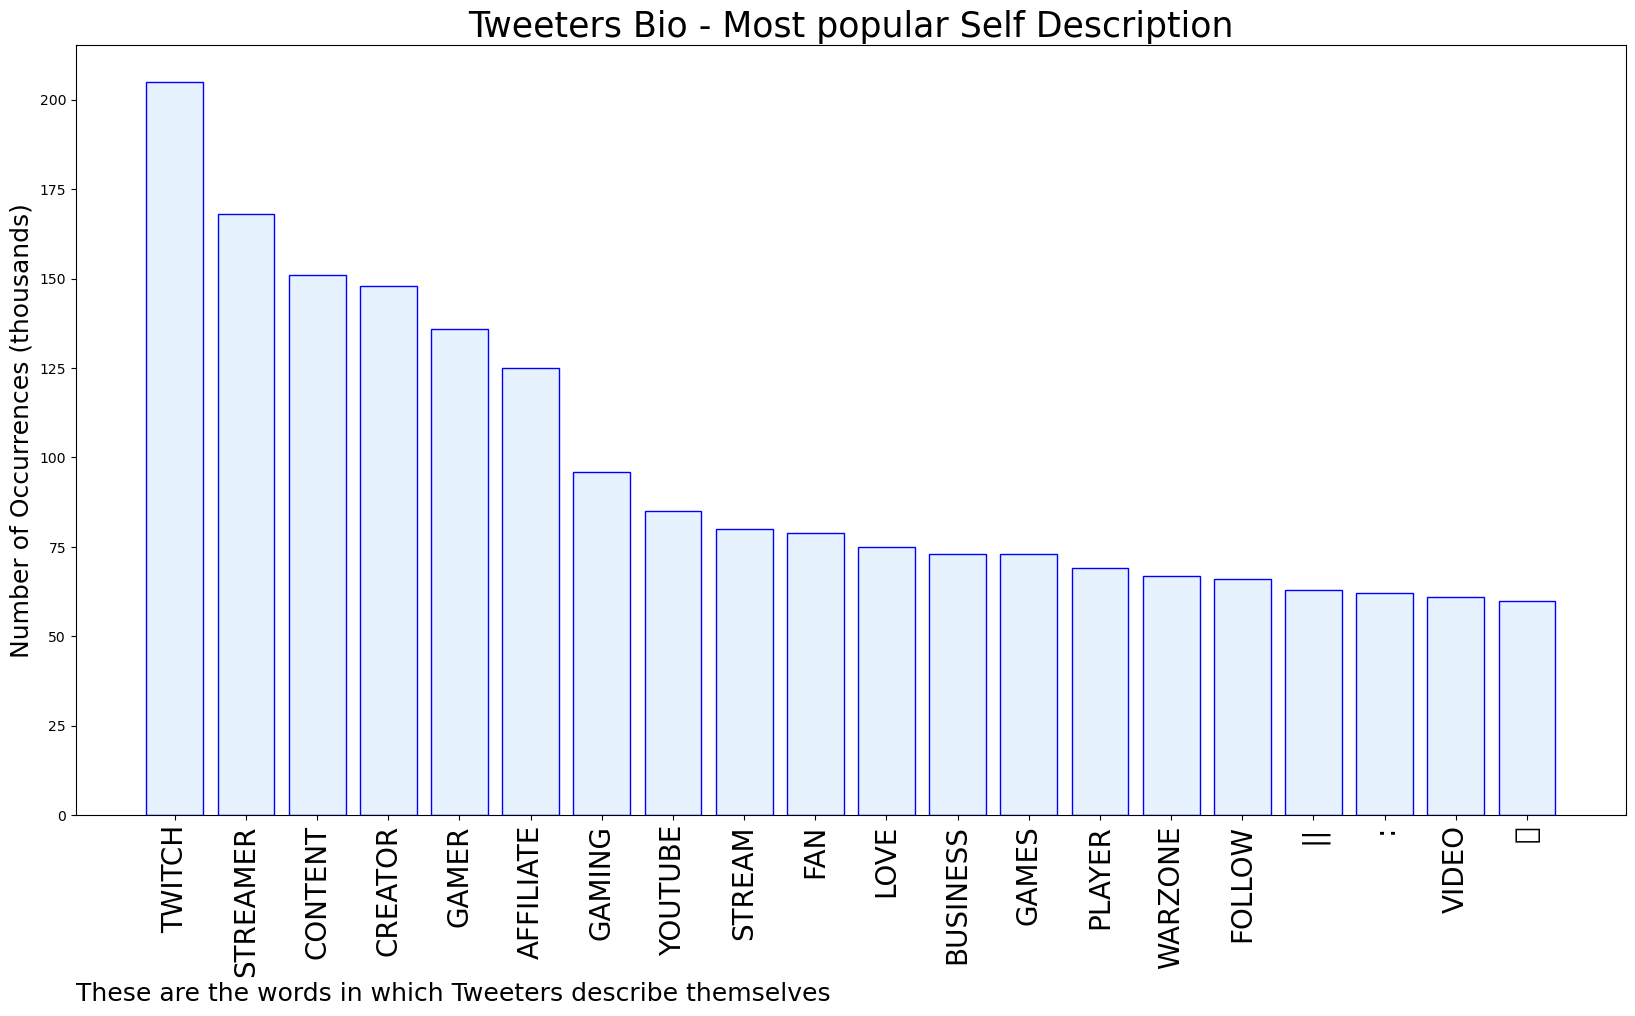 Tweeters Bio - Most popular Self Description
Number of Occurrences (thousands)
200
175
150
125
100
75
50
25
0
TWITCH
STREAMER
CONTENT
CREATOR
GAMER
AFFILIATE
GAMING
YOUTUBE
STREAM
FAN
LOVE
BUSINESS
GAMES
PLAYER
WARZONE
FOLLOW
||
:
VIDEO
These are the words in which Tweeters describe themselves